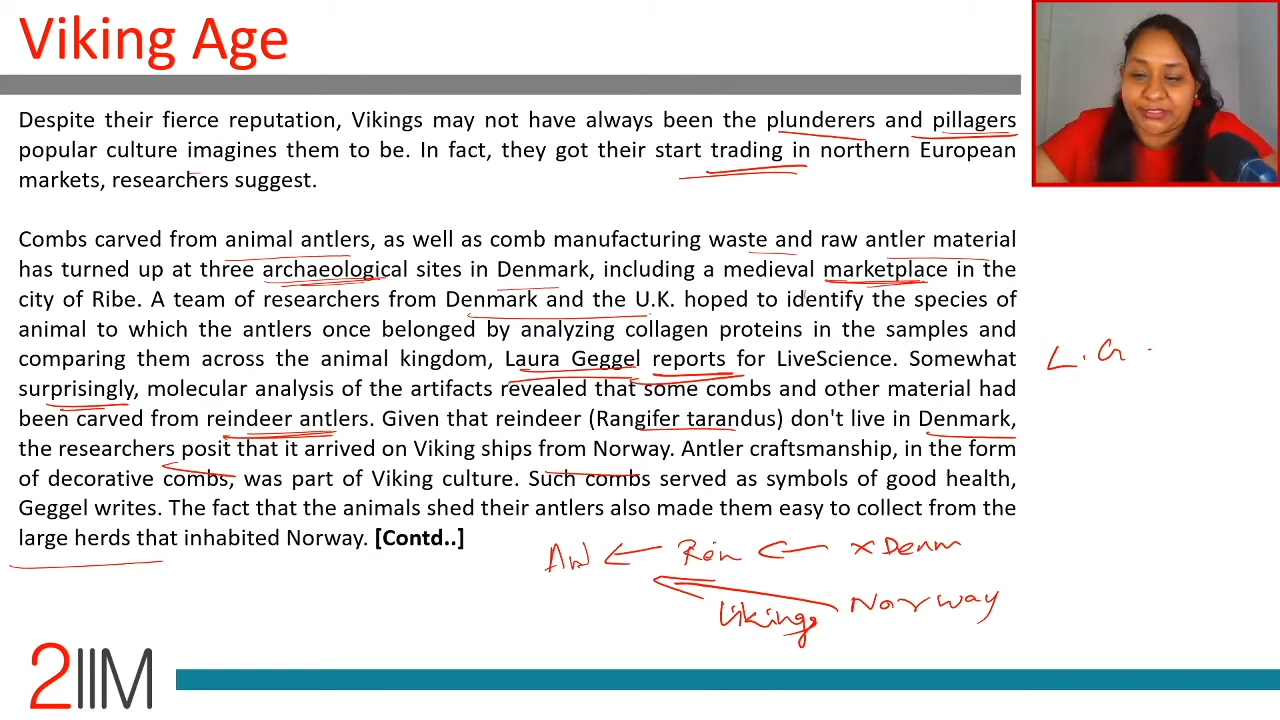 Viking Age
Despite their fierce reputation, Vikings may not have always been the plunderers and pillagers
popular culture imagines them to be. In fact, they got their start trading in northern European
markets, researchers suggest.
Combs carved from animal antlers, as well as comb manufacturing waste and raw antler material
has turned up at three archaeological sites in Denmark, including a medieval marketplace in the
city of Ribe. A team of researchers from Denmark and the U.K. hoped to identify the species of
animal to which the antlers once belonged by analyzing collagen proteins in the samples and
comparing them across the animal kingdom, Laura Geggel reports for LiveScience. Somewhat
surprisingly, molecular analysis of the artifacts revealed that some combs and other material had
been carved from reindeer antlers. Given that reindeer (Rangifer tarandus) don't live in Denmark,
the researchers posit that it arrived on Viking ships from Norway. Antler craftsmanship, in the form
of decorative combs, was part of Viking culture. Such combs served as symbols of good health,
Geggel writes. The fact that the animals shed their antlers also made them easy to collect from the
large herds that inhabited Norway. [Contd..]
L. G
Rein x Denm
Vikings Norway
2IIM